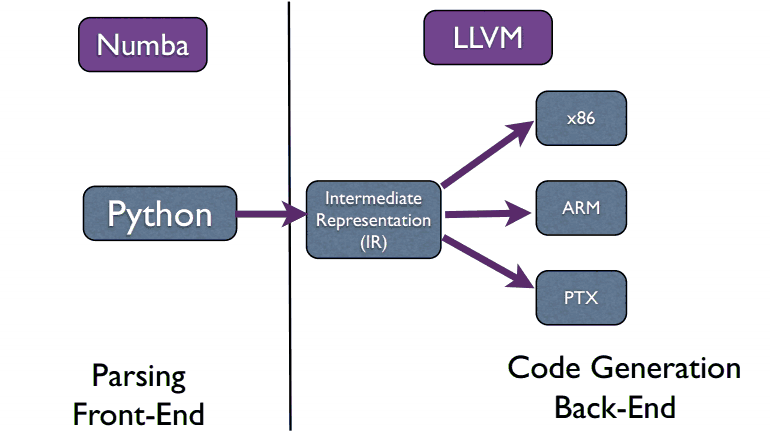 Numba
LLVM
x86
Python
Intermediate
Representation
(IR)
ARM
PTX
Parsing
Front-End
Code Generation
Back-End